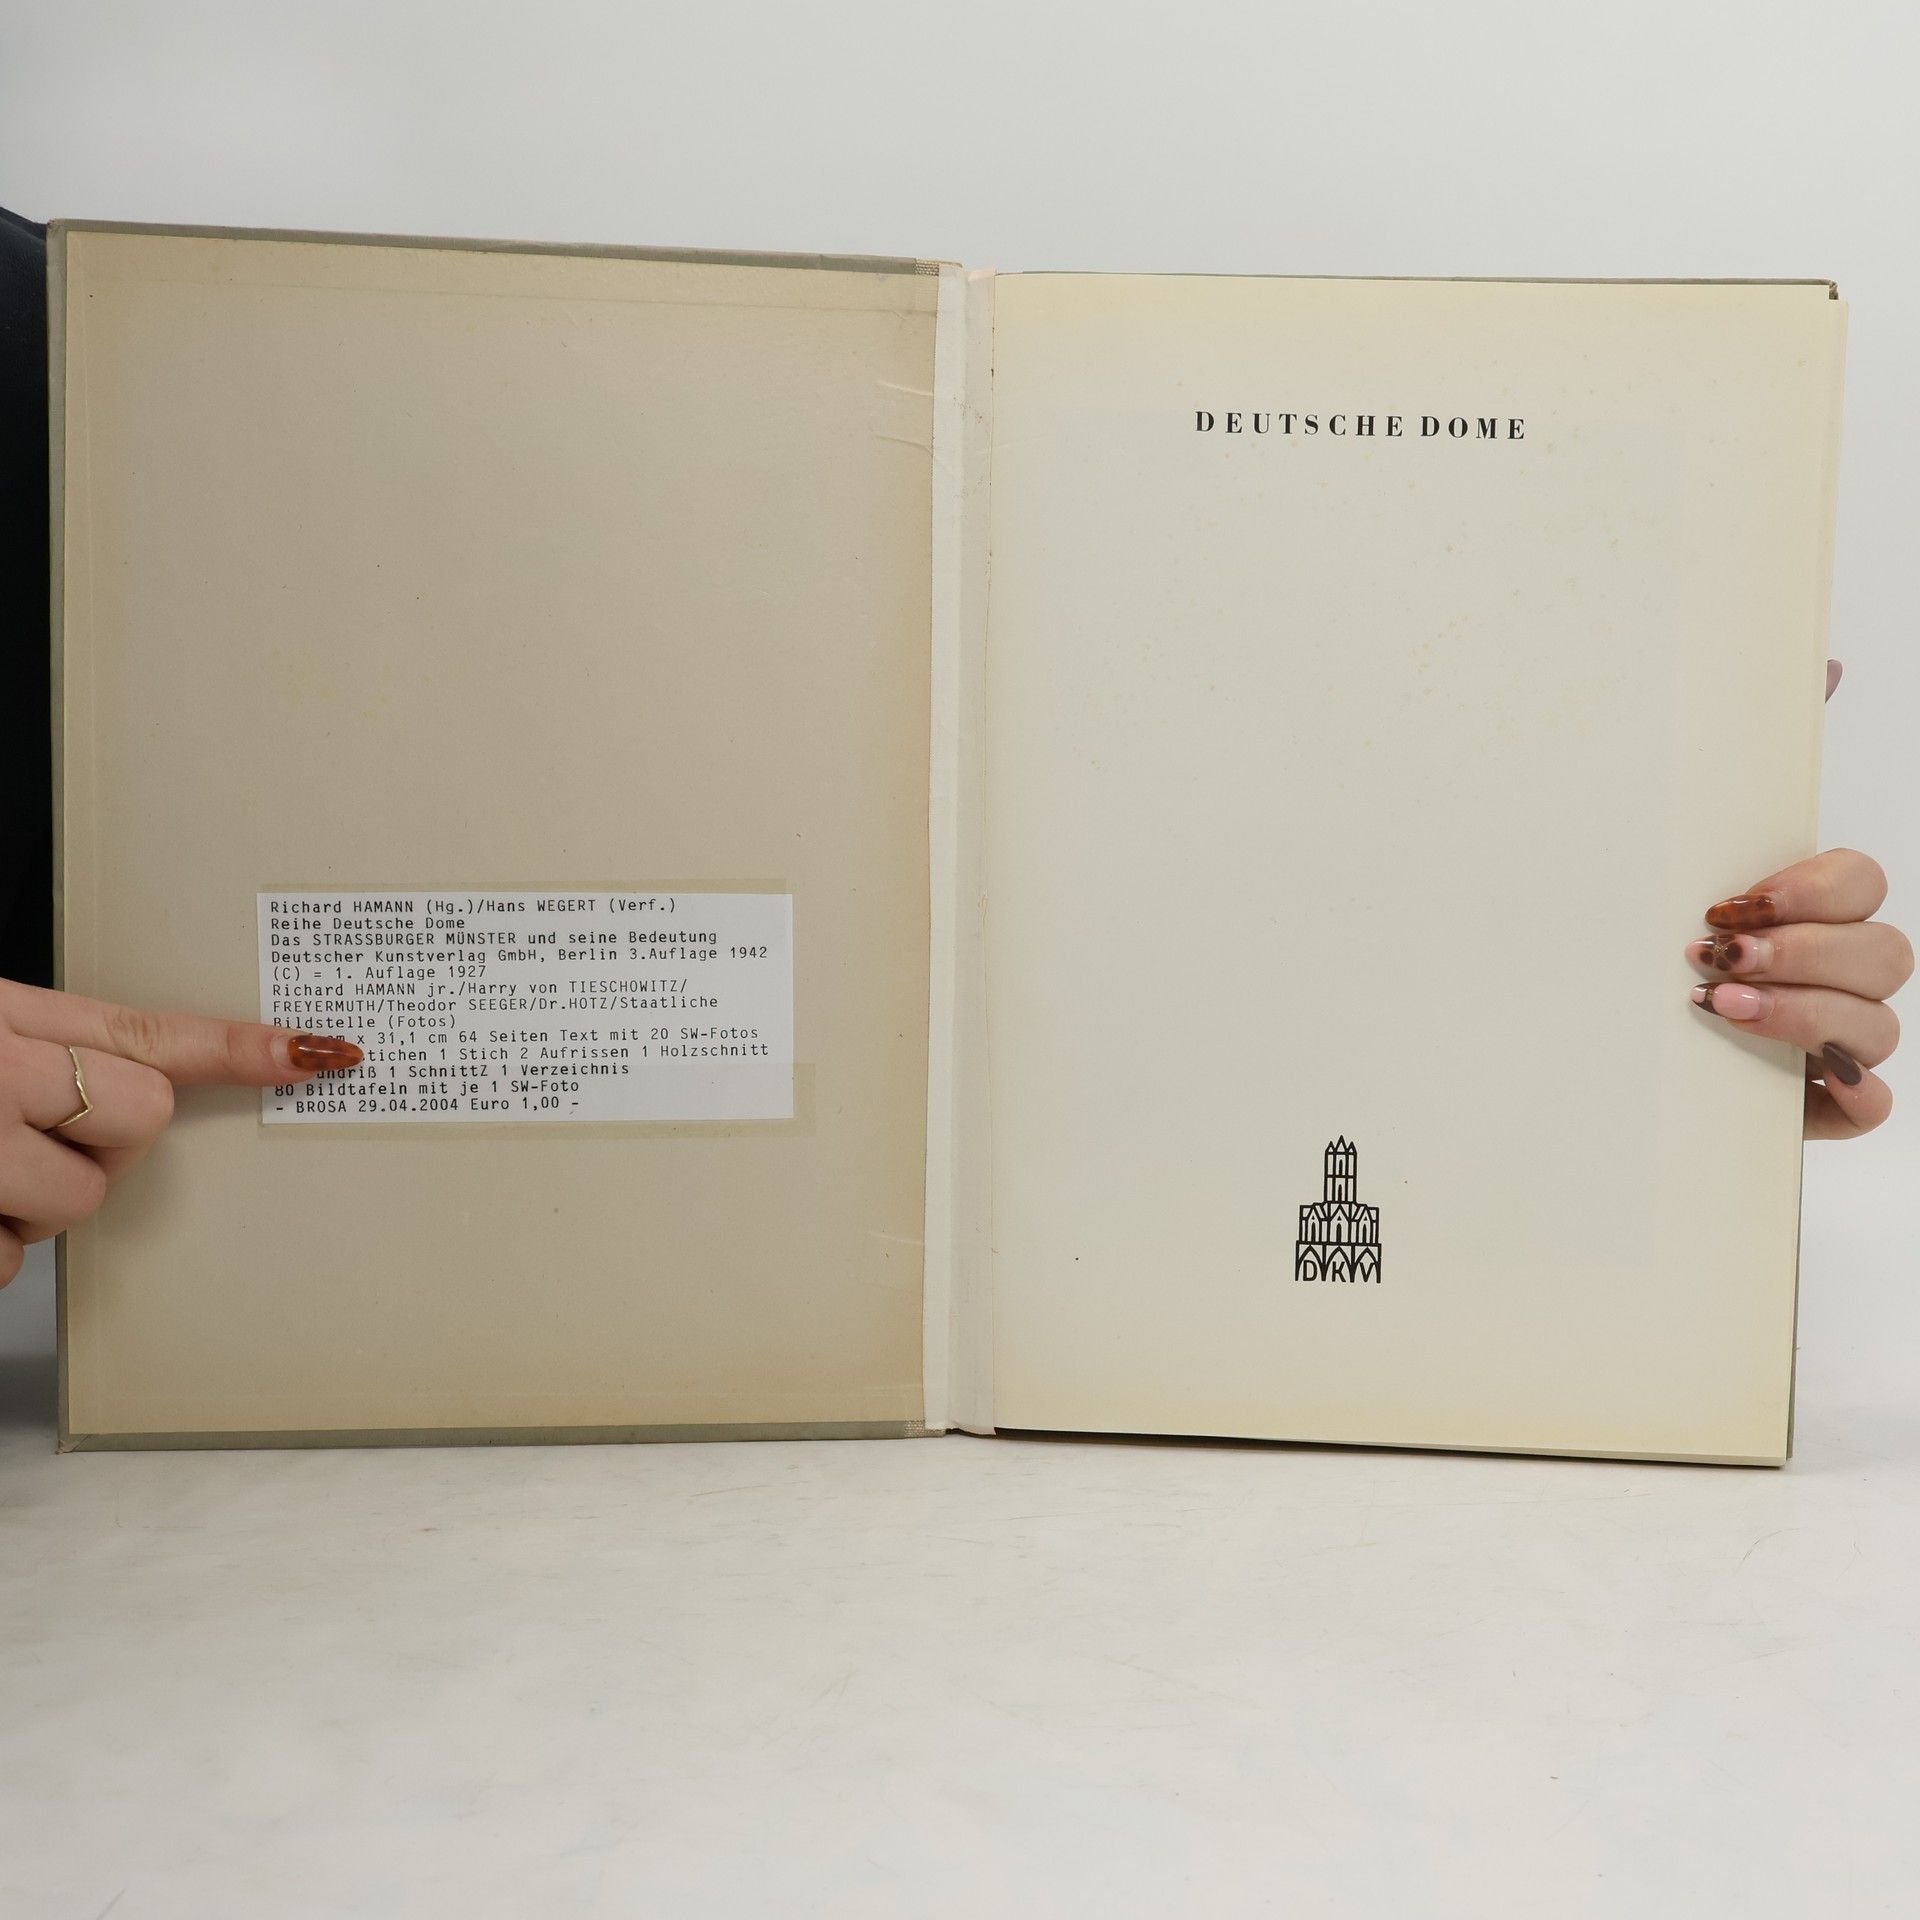 Richard HAMANN (Hg.)/Hans WEGERT (Verf.)
Reihe Deutsche Dome
Das STRASSBURGER MÜNSTER und seine Bedeutung
Deutscher Kunstverlag GmbH, Berlin 3.Auflage 1942
(C) = 1. Auflage 1927
Richard HAMANN jr./Harry von TIESCHOWITZ/
FREYERMUTH/Theodor SEEGER/Dr.HOTZ/Staatliche
Bildstelle (Fotos)
x 31,1 cm 64 Seiten Text mit 20 SW-Fotos
1 Stich 2 Aufrissen 1 Holzschnitt
1 SchnittZ 1 Verzeichnis
80 Bildtafeln mit je 1 SW-Foto
- BROSA 29.04.2004 Euro 1,00 -
DEUTSCHE DOME
DKV